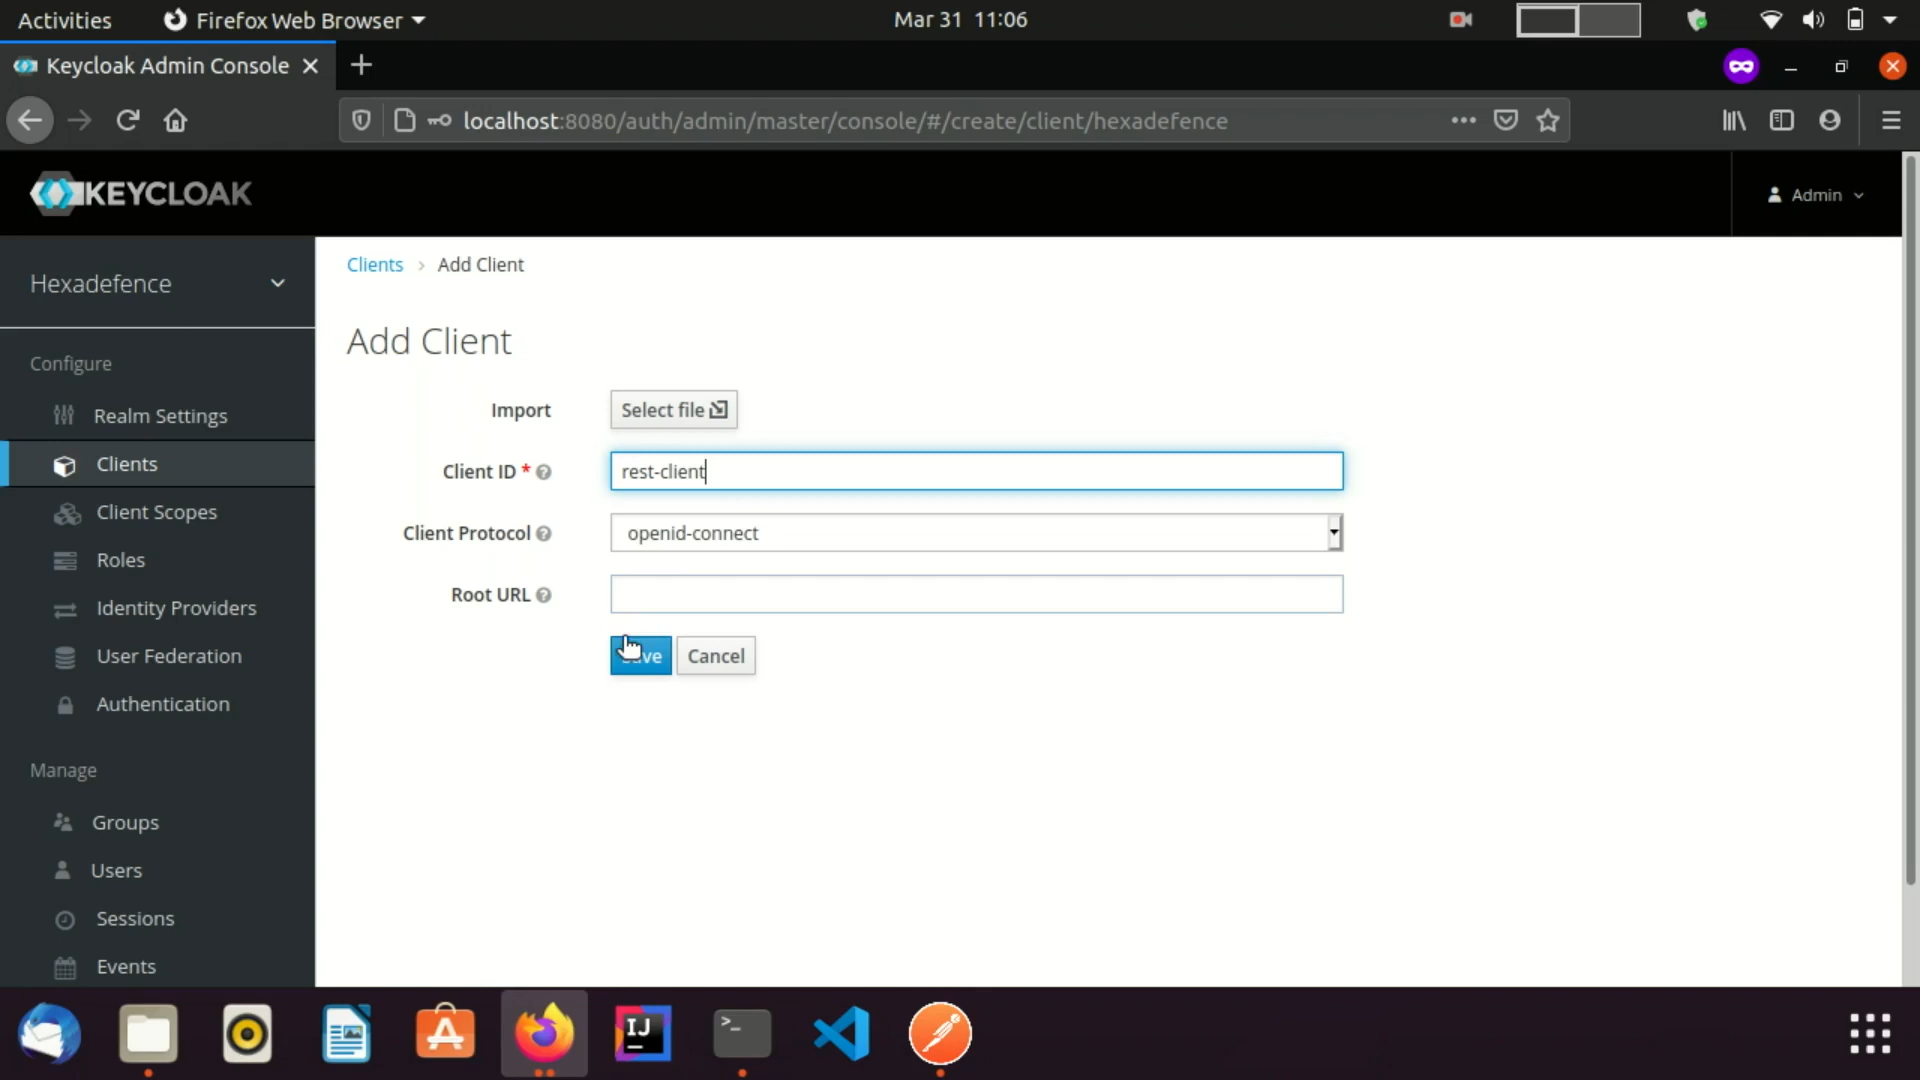 Activities Firefox Web Browser Mar 31 11:06
Keycloak Admin Console
localhost:8080/auth/admin/master/console/#/create/client/hexadefence
KEYCLOAK Admin
Hexadefence
Configure
Realm Settings
Clients
Client Scopes
Roles
Identity Providers
User Federation
Authentication
Manage
Groups
Users
Sessions
Events
Clients > Add Client
Add Client
Import Select file
Client ID * rest-client
Client Protocol openid-connect
Root URL
Cancel
IJ
>_